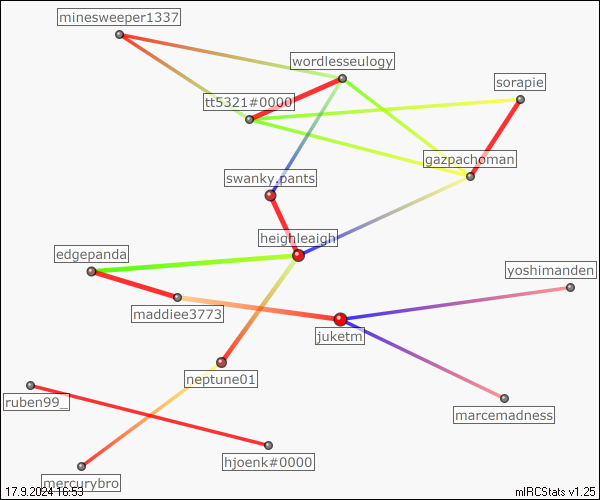 minesweeper1337
wordlesseulogy
sorapie
tt5321#0000
gazpachoman
swanky.pants
heighleaigh
edgepanda
yoshimanden
maddiee3773
juketm
neptune01
ruben99_
marcemadness
hjoenk#0000
mercurybro
17.9.2024 16:53
mIRCStats v1.25